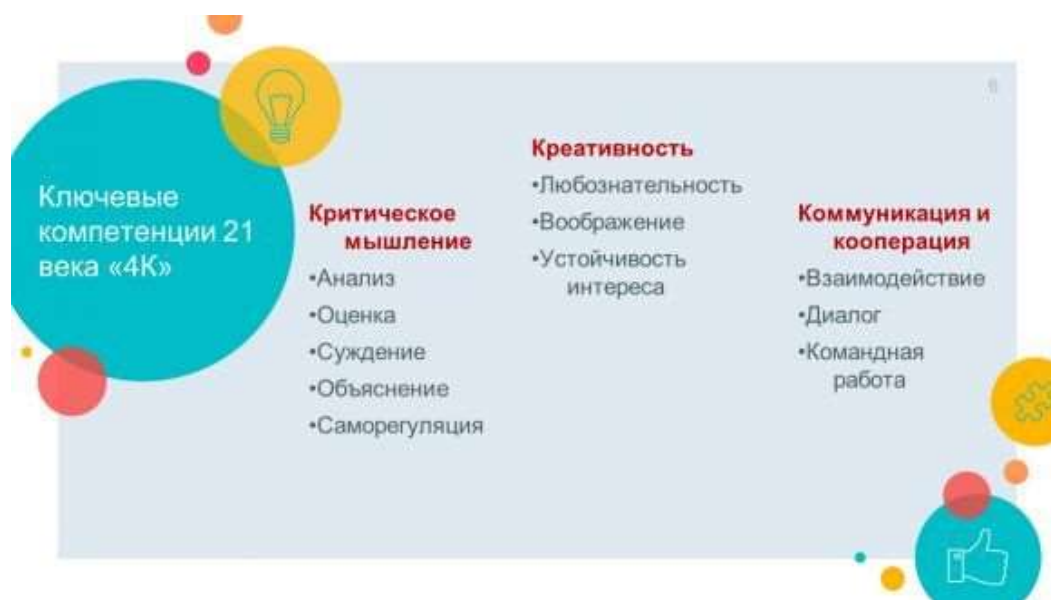 Ключевые
компетенции 21
века «4К»
Критическое
мышление
•Анализ
•Оценка
•Суждение
•Объяснение
•Саморегуляция
Креативность
•Любознательность
•Воображение
•Устойчивость
интереса
Коммуникация и
кооперация
•Взаимодействие
•Диалог
•Командная
работа